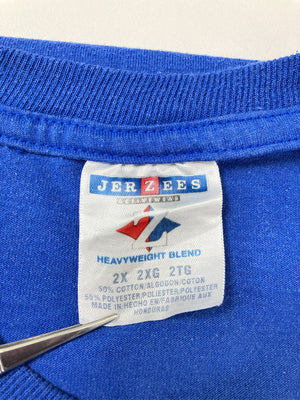 JERZEES
ACTIVEWEAR
Z
HEAVYWEIGHT BLEND
2X 2XG 2TG
50% COTTON/ALGODON/COTON
50% POLYESTER/POLIESTER/POLYESTER
MADE IN/HECHO EN/FABRIQUE AUX
HONDURAS